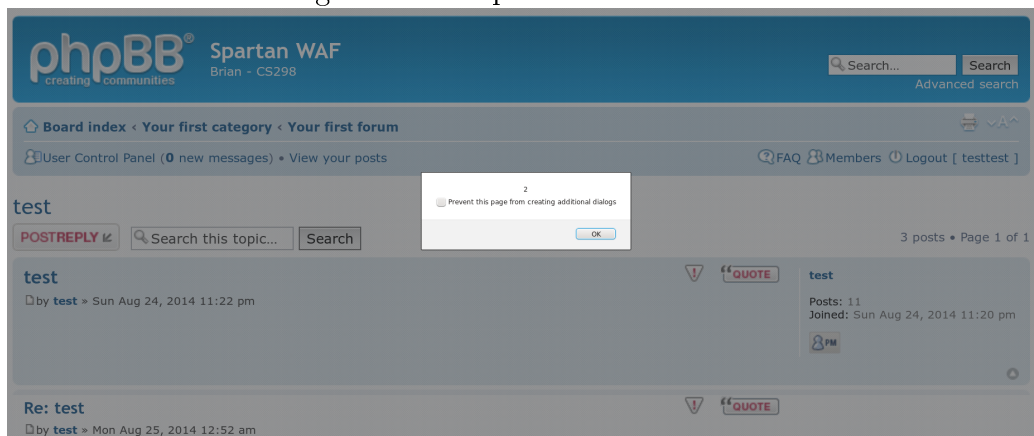 phpBB®
creating communities
Spartan WAF
Brian - CS298
Search...
Search
Advanced search
Board index ‹ Your first category ‹ Your first forum
User Control Panel (0 new messages) • View your posts
FAQ Members Logout [ testtest ]
2
Prevent this page from creating additional dialogs
OK
test
POSTREPLY
Search this topic...
Search
3 posts • Page 1 of 1
test
by test » Sun Aug 24, 2014 11:22 pm
QUOTE
test
Posts: 11
Joined: Sun Aug 24, 2014 11:20 pm
PM
Re: test
by test » Mon Aug 25, 2014 12:52 am
QUOTE